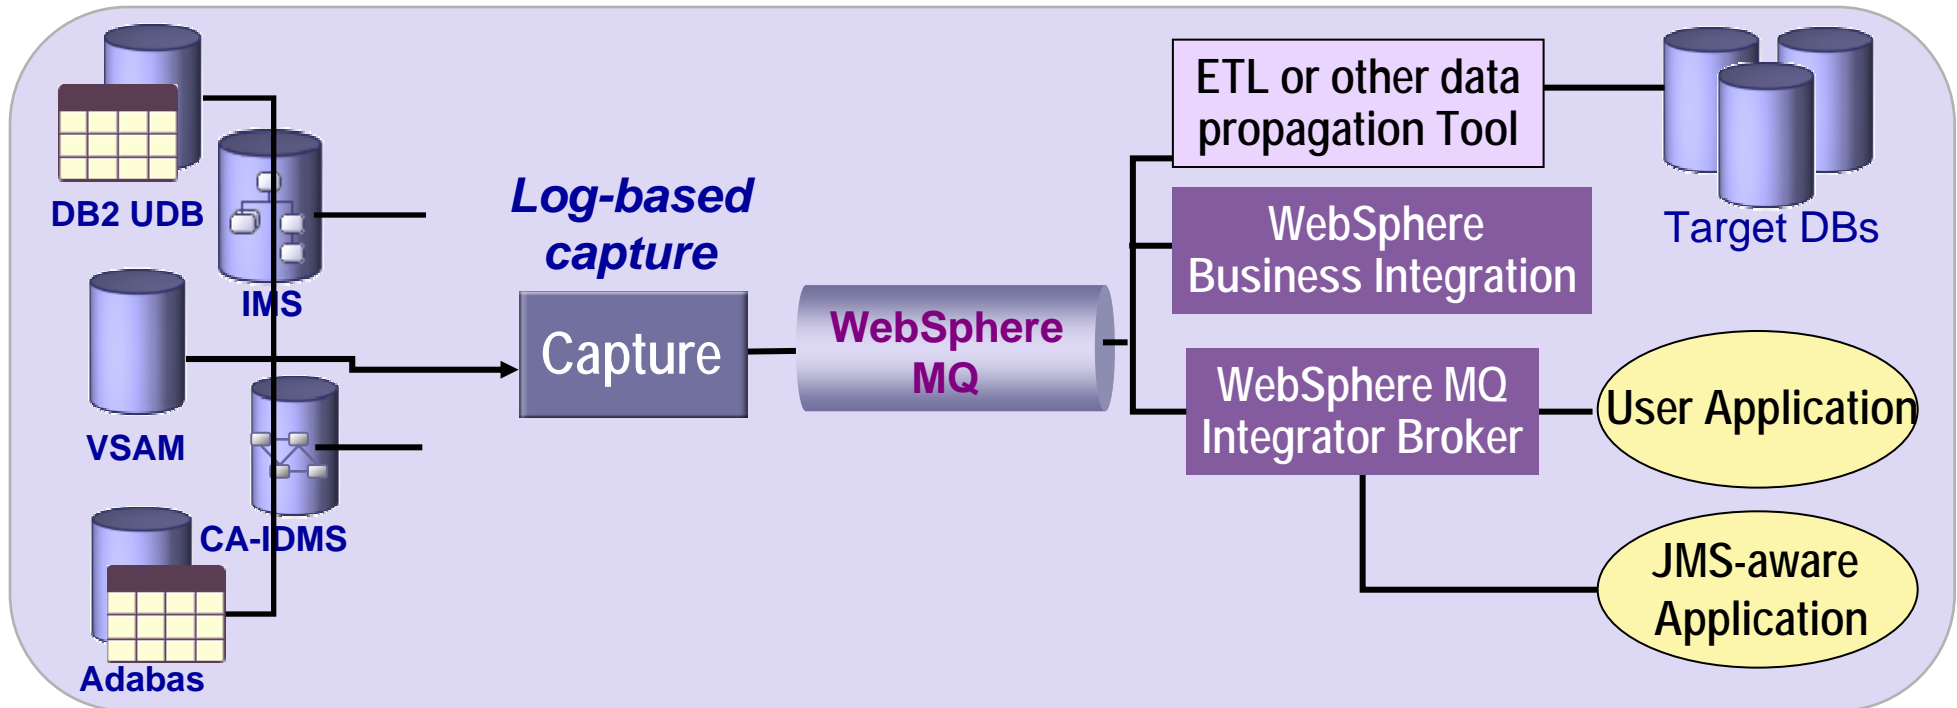 DB2 UDB
IMS
VSAM
CA-IDMS
Adabas
Log-based
capture
Capture
WebSphere
MQ
ETL or other data
propagation Tool
WebSphere
Business Integration
WebSphere MQ
Integrator Broker
Target DBs
User Application
JMS-aware
Application